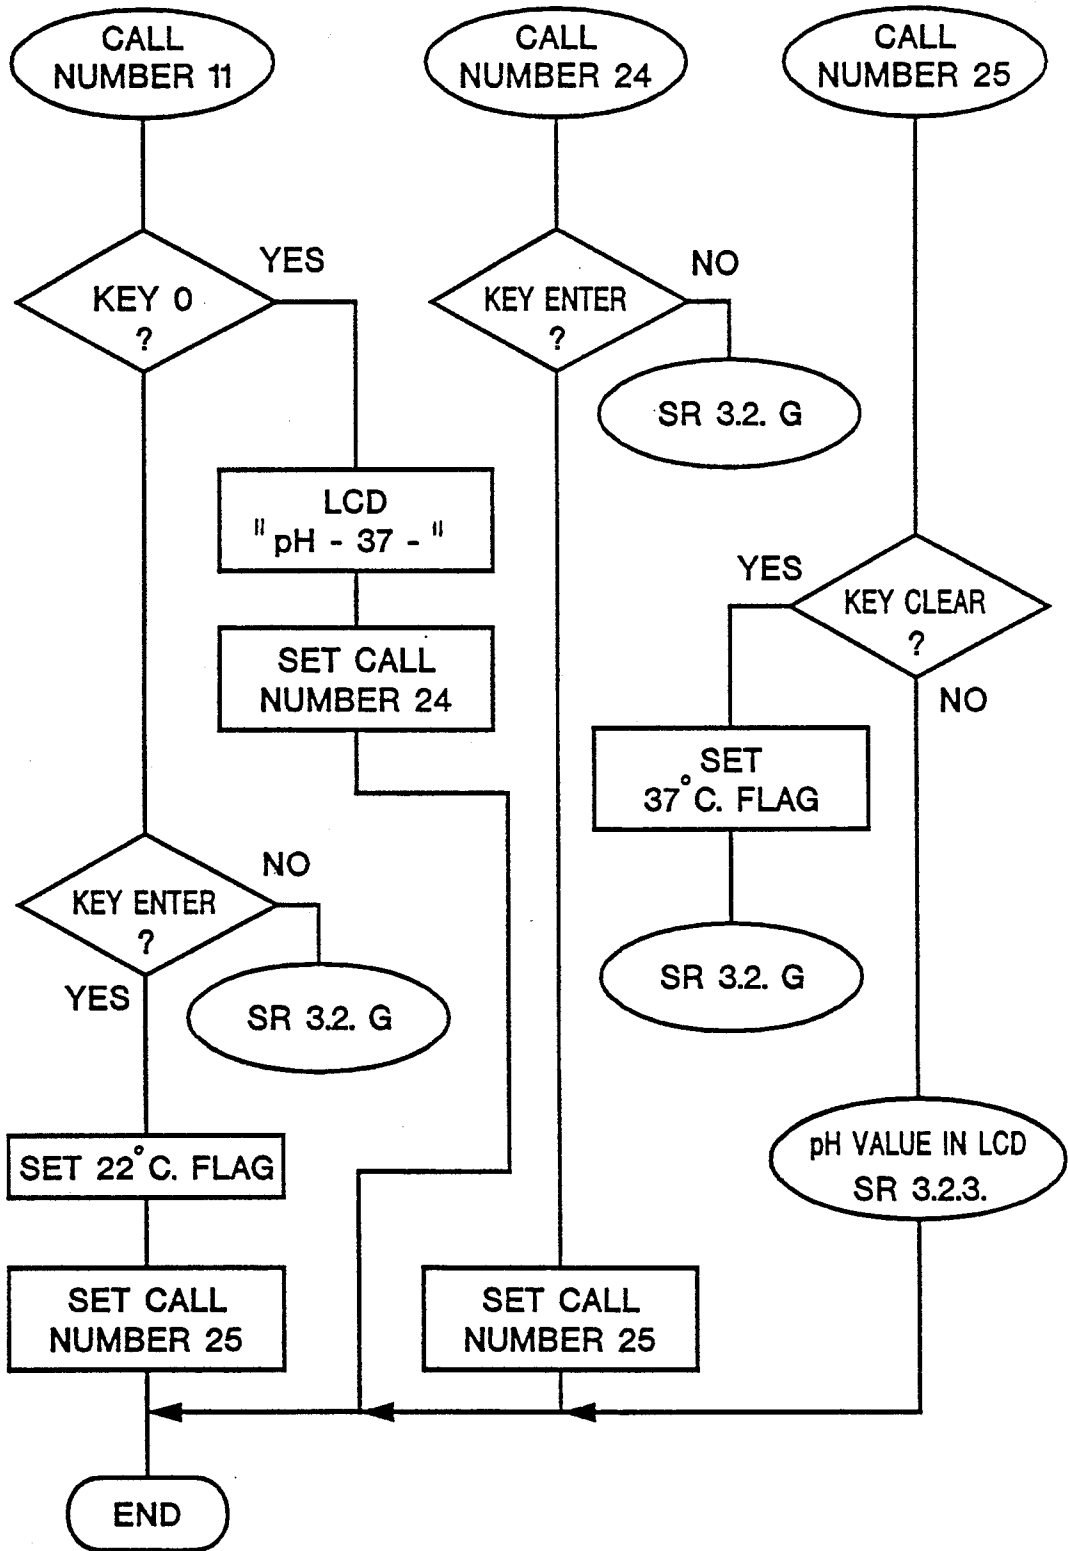 CALL
NUMBER 11
CALL
NUMBER 24
CALL
NUMBER 25
KEY 0
?
YES
KEY ENTER
?
NO
SR 3.2. G
LCD
"pH - 37 - "
SET CALL
NUMBER 24
YES
KEY CLEAR
?
NO
SET
37°C. FLAG
SR 3.2. G
KEY ENTER
?
NO
YES
SR 3.2. G
SET 22°C. FLAG
SET CALL
NUMBER 25
SET CALL
NUMBER 25
pH VALUE IN LCD
SR 3.2.3.
END